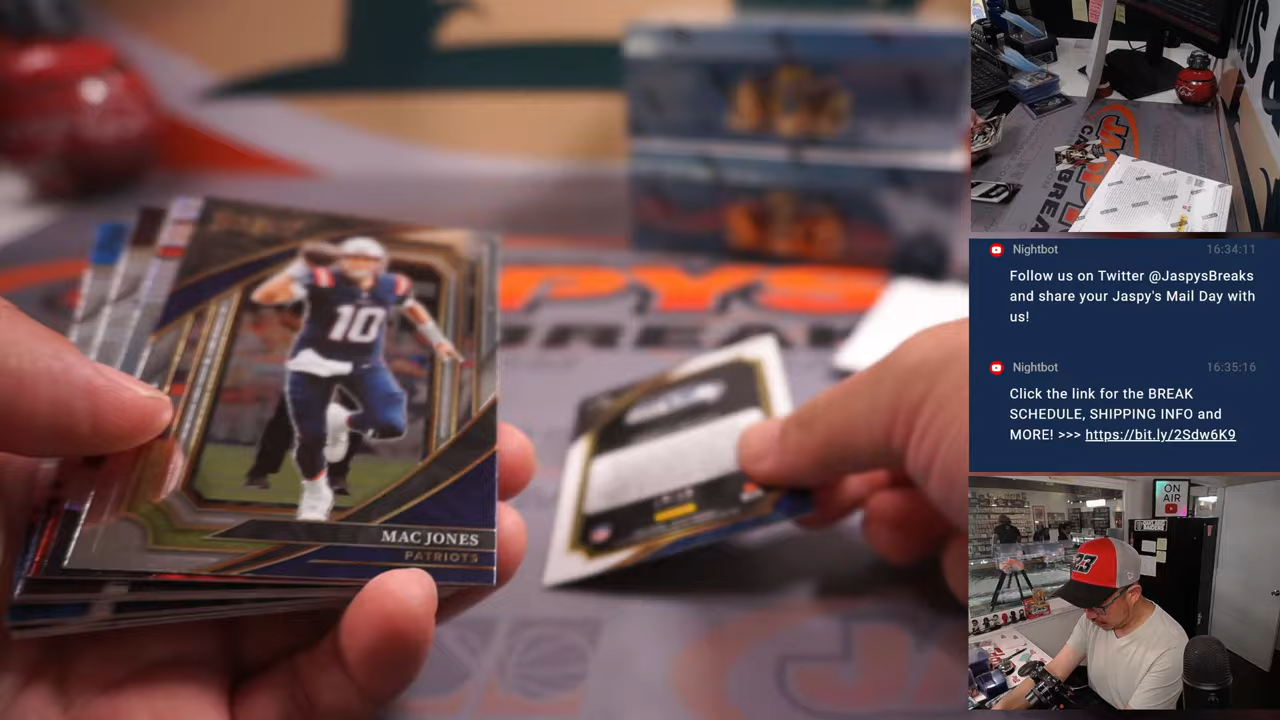 10
MAC JONES
PATRIOTS
Nightbot 16:34:11
Follow us on Twitter @JaspysBreaks
and share your Jaspy's Mail Day with
us!
Nightbot 16:35:16
Click the link for the BREAK
SCHEDULE, SHIPPING INFO and
MORE! >>> https://bit.ly/2Sdw6K9
ON
AIR
23